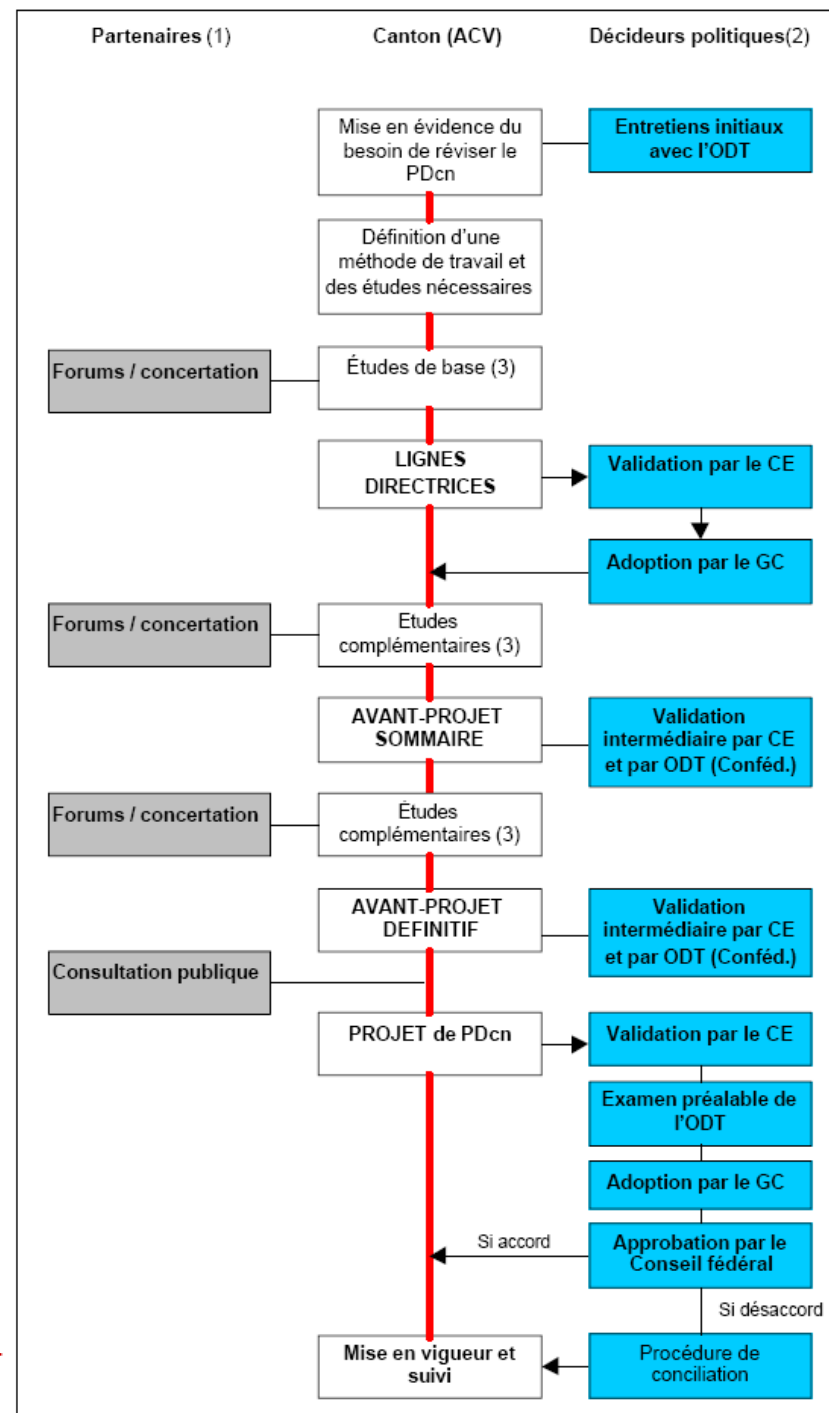 Partenaires (1)
Canton (ACV)
Décideurs politiques(2)
Mise en évidence du
besoin de réviser le
PDcn
Entretiens initiaux
avec l'ODT
Définition d'une
méthode de travail et
des études nécessaires
Forums / concertation
Études de base (3)
LIGNES
DIRECTRICES
Validation par le CE
Adoption par le GC
Forums / concertation
Etudes
complémentaires (3)
AVANT-PROJET
SOMMAIRE
Validation
intermédiaire par CE
et par ODT (Conféd.)
Forums / concertation
Études
complémentaires (3)
AVANT-PROJET
DEFINITIF
Validation
intermédiaire par CE
et par ODT (Conféd.)
Consultation publique
PROJET de PDcn
Validation par le CE
Examen préalable de
l'ODT
Adoption par le GC
Si accord
Approbation par le
Conseil fédéral
Si désaccord
Mise en vigueur et
suivi
Procédure de
conciliation